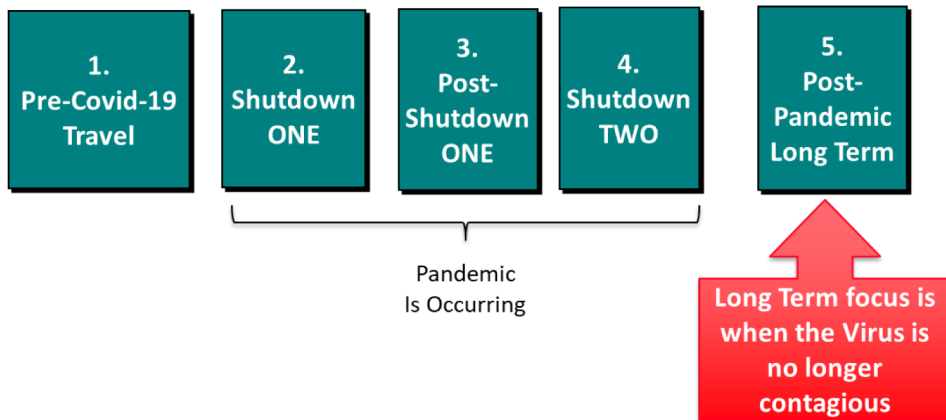 1.
Pre-Covid-19
Travel
2.
Shutdown
ONE
3.
Post-
Shutdown
ONE
4.
Shutdown
TWO
5.
Post-
Pandemic
Long Term
Pandemic
Is Occurring
Long Term focus is
when the Virus is
no longer
contagious